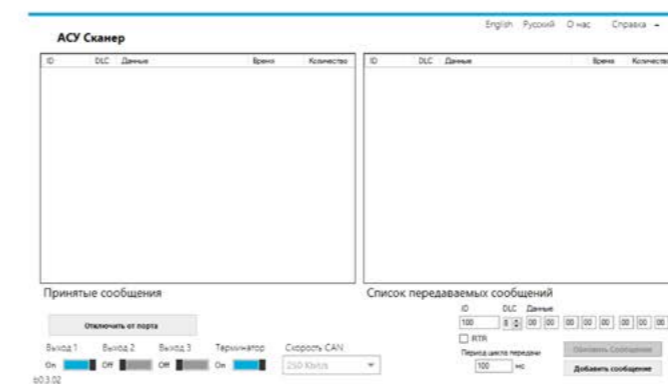 English Русский О нас Справка
АСУ Сканер
ID DLC Данные Время Количество
ID DLC Данные Время Количество
Принятые сообщения
Список передаваемых сообщений
ID DLC Данные
100 8 00 00 00 00 00 00 00 00
RTR
Отключить от порта
Обновить Сообщение
Период цикла передачи
100 мс
Добавить сообщение
Выход 1 Выход 2 Выход 3 Терминатор Скорость CAN
On Off Off On 250 Kbit/s
b0.3.02